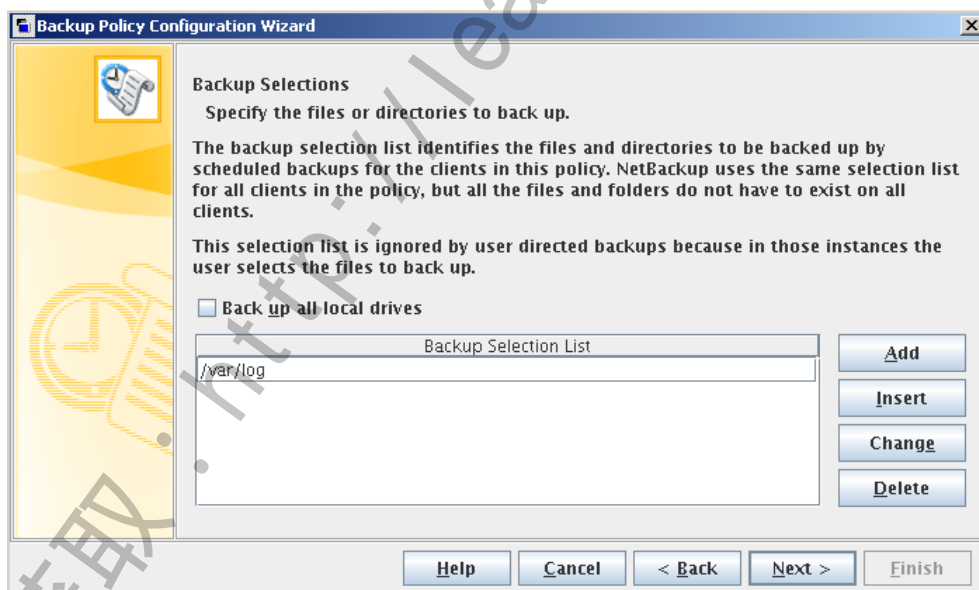 Backup Policy Configuration Wizard
Backup Selections
Specify the files or directories to back up.
The backup selection list identifies the files and directories to be backed up by
scheduled backups for the clients in this policy. NetBackup uses the same selection list
for all clients in the policy, but all the files and folders do not have to exist on all
clients.
This selection list is ignored by user directed backups because in those instances the
user selects the files to back up.
Back up all local drives
Backup Selection List
/var/log
Add
Insert
Change
Delete
Help
Cancel
< Back
Next >
Finish
http://lea
取